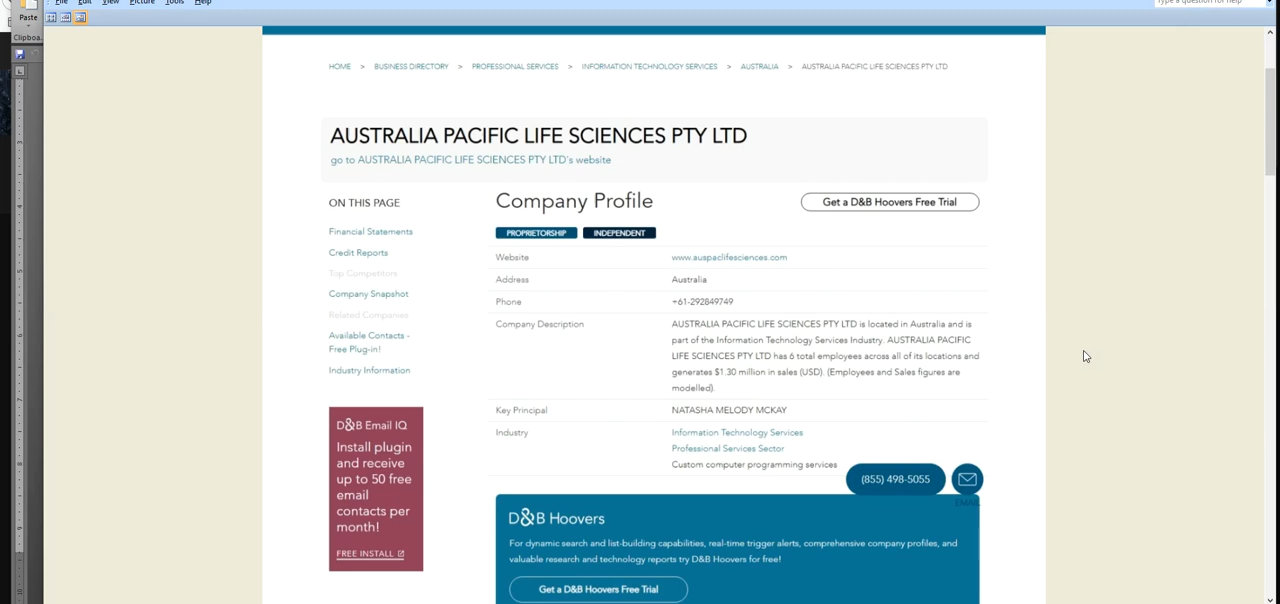 File Edit View Picture Tools Help
Type a question for help
Paste
Clipboa
HOME > BUSINESS DIRECTORY > PROFESSIONAL SERVICES > INFORMATION TECHNOLOGY SERVICES > AUSTRALIA > AUSTRALIA PACIFIC LIFE SCIENCES PTY LTD
AUSTRALIA PACIFIC LIFE SCIENCES PTY LTD
go to AUSTRALIA PACIFIC LIFE SCIENCES PTY LTD's website
ON THIS PAGE
Financial Statements
Credit Reports
Top Competitors
Company Snapshot
Related Companies
Available Contacts -
Free Plug-in!
Industry Information
D&B Email IQ
Install plugin
and receive
up to 50 free
email
contacts per
month!
FREE INSTALL
Company Profile
Get a D&B Hoovers Free Trial
PROPRIETORSHIP INDEPENDENT
Website www.auspaclifesciences.com
Address Australia
Phone +61-292849749
Company Description AUSTRALIA PACIFIC LIFE SCIENCES PTY LTD is located in Australia and is
part of the Information Technology Services Industry. AUSTRALIA PACIFIC
LIFE SCIENCES PTY LTD has 6 total employees across all of its locations and
generates $1.30 million in sales (USD). (Employees and Sales figures are
modelled).
Key Principal NATASHA MELODY MCKAY
Industry Information Technology Services
Professional Services Sector
Custom computer programming services
(855) 498-5055
EMAIL
D&B Hoovers
For dynamic search and list-building capabilities, real-time trigger alerts, comprehensive company profiles, and
valuable research and technology reports try D&B Hoovers for free!
Get a D&B Hoovers Free Trial